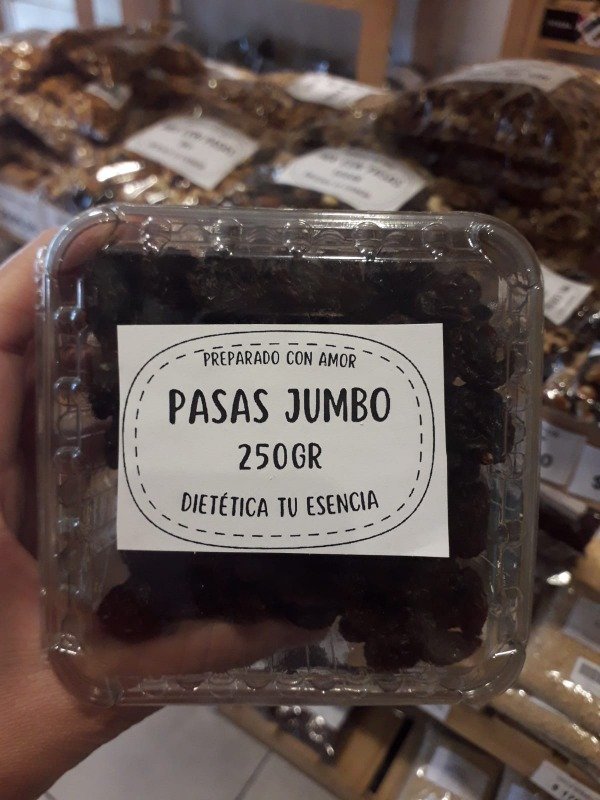 PREPARADO CON AMOR
PASAS JUMBO
250GR
DIETÉTICA TU ESENCIA